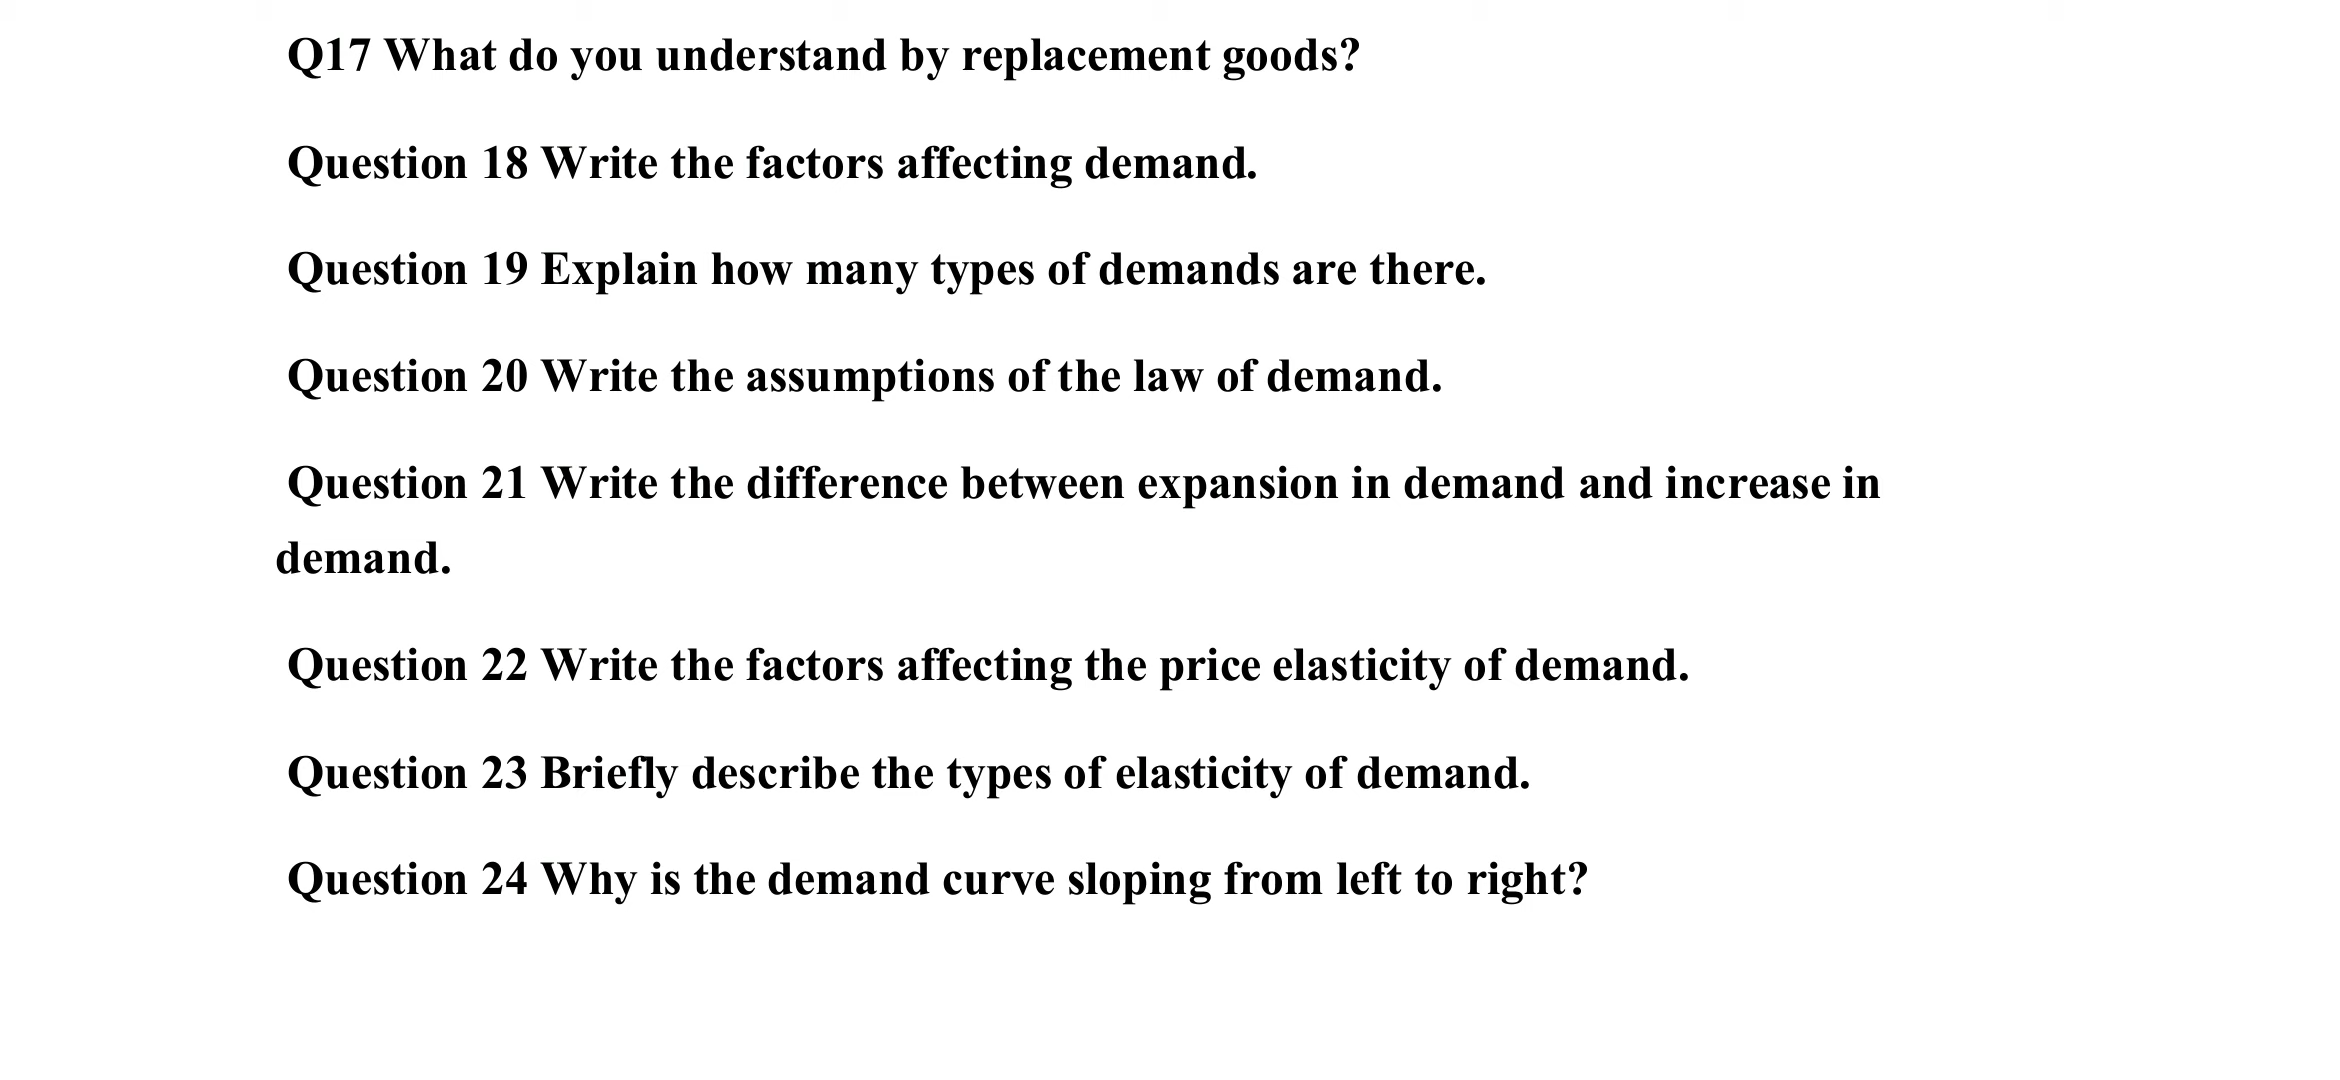 Q17 What do you understand by replacement goods?
Question 18 Write the factors affecting demand.
Question 19 Explain how many types of demands are there.
Question 20 Write the assumptions of the law of demand.
Question 21 Write the difference between expansion in demand and increase in
demand.
Question 22 Write the factors affecting the price elasticity of demand.
Question 23 Briefly describe the types of elasticity of demand.
Question 24 Why is the demand curve sloping from left to right?